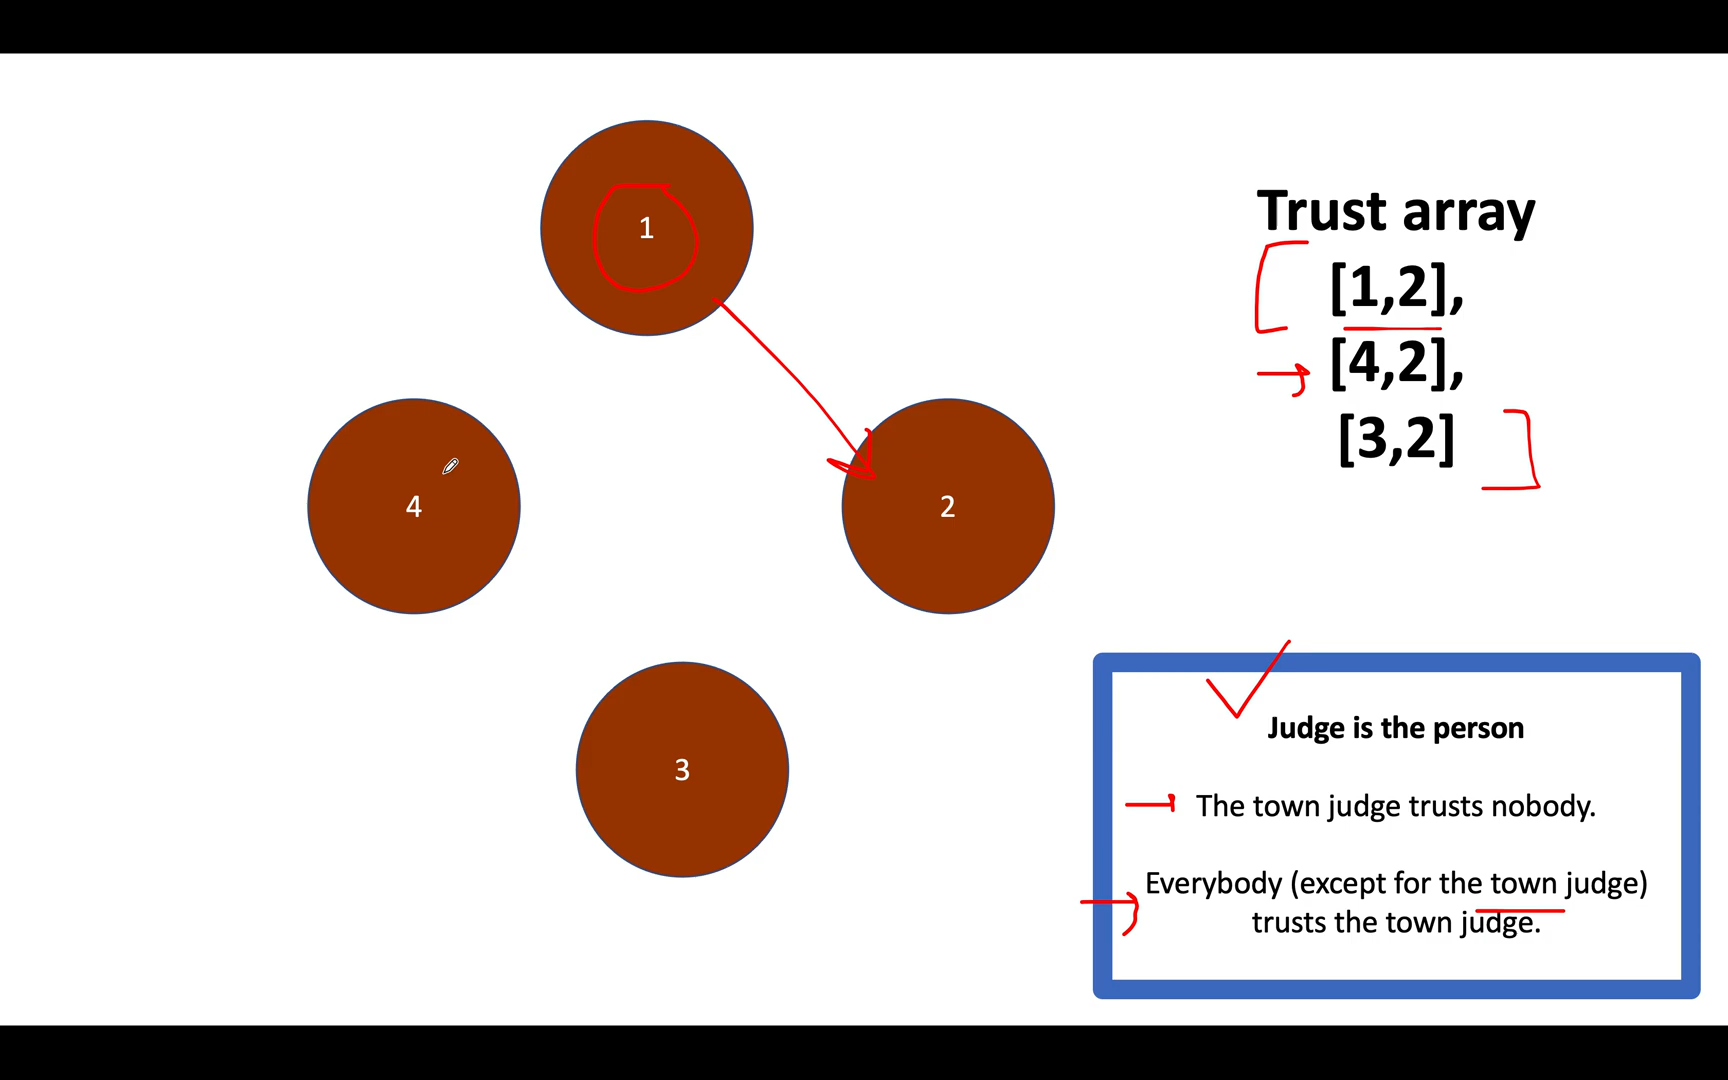 1
4
2
3
Trust array
[1,2],
[4,2],
[3,2]
Judge is the person
The town judge trusts nobody.
Everybody (except for the town judge)
trusts the town judge.